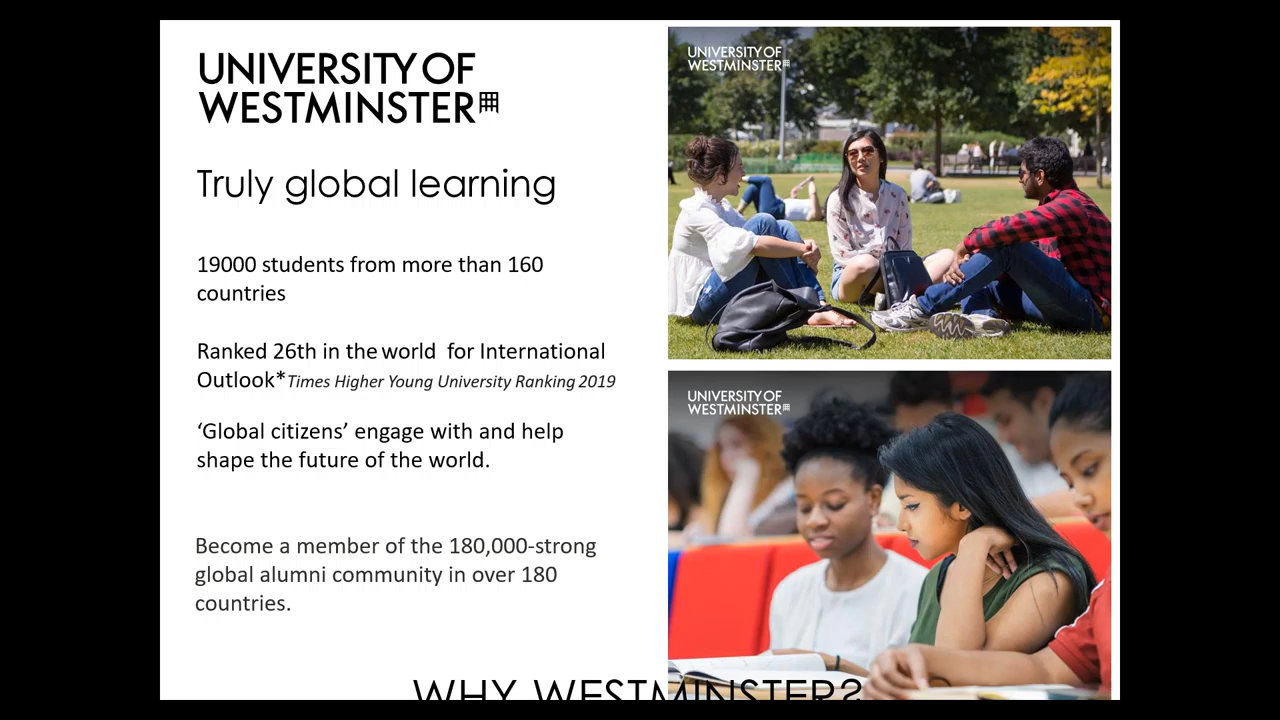 UNIVERSITY OF
WESTMINSTER
Truly global learning
19000 students from more than 160
countries
Ranked 26th in the world for International
Outlook*Times Higher Young University Ranking 2019
‘Global citizens’ engage with and help
shape the future of the world.
Become a member of the 180,000-strong
global alumni community in over 180
countries.
UNIVERSITY OF
WESTMINSTER
UNIVERSITY OF
WESTMINSTER
WHY WESTMINSTER?